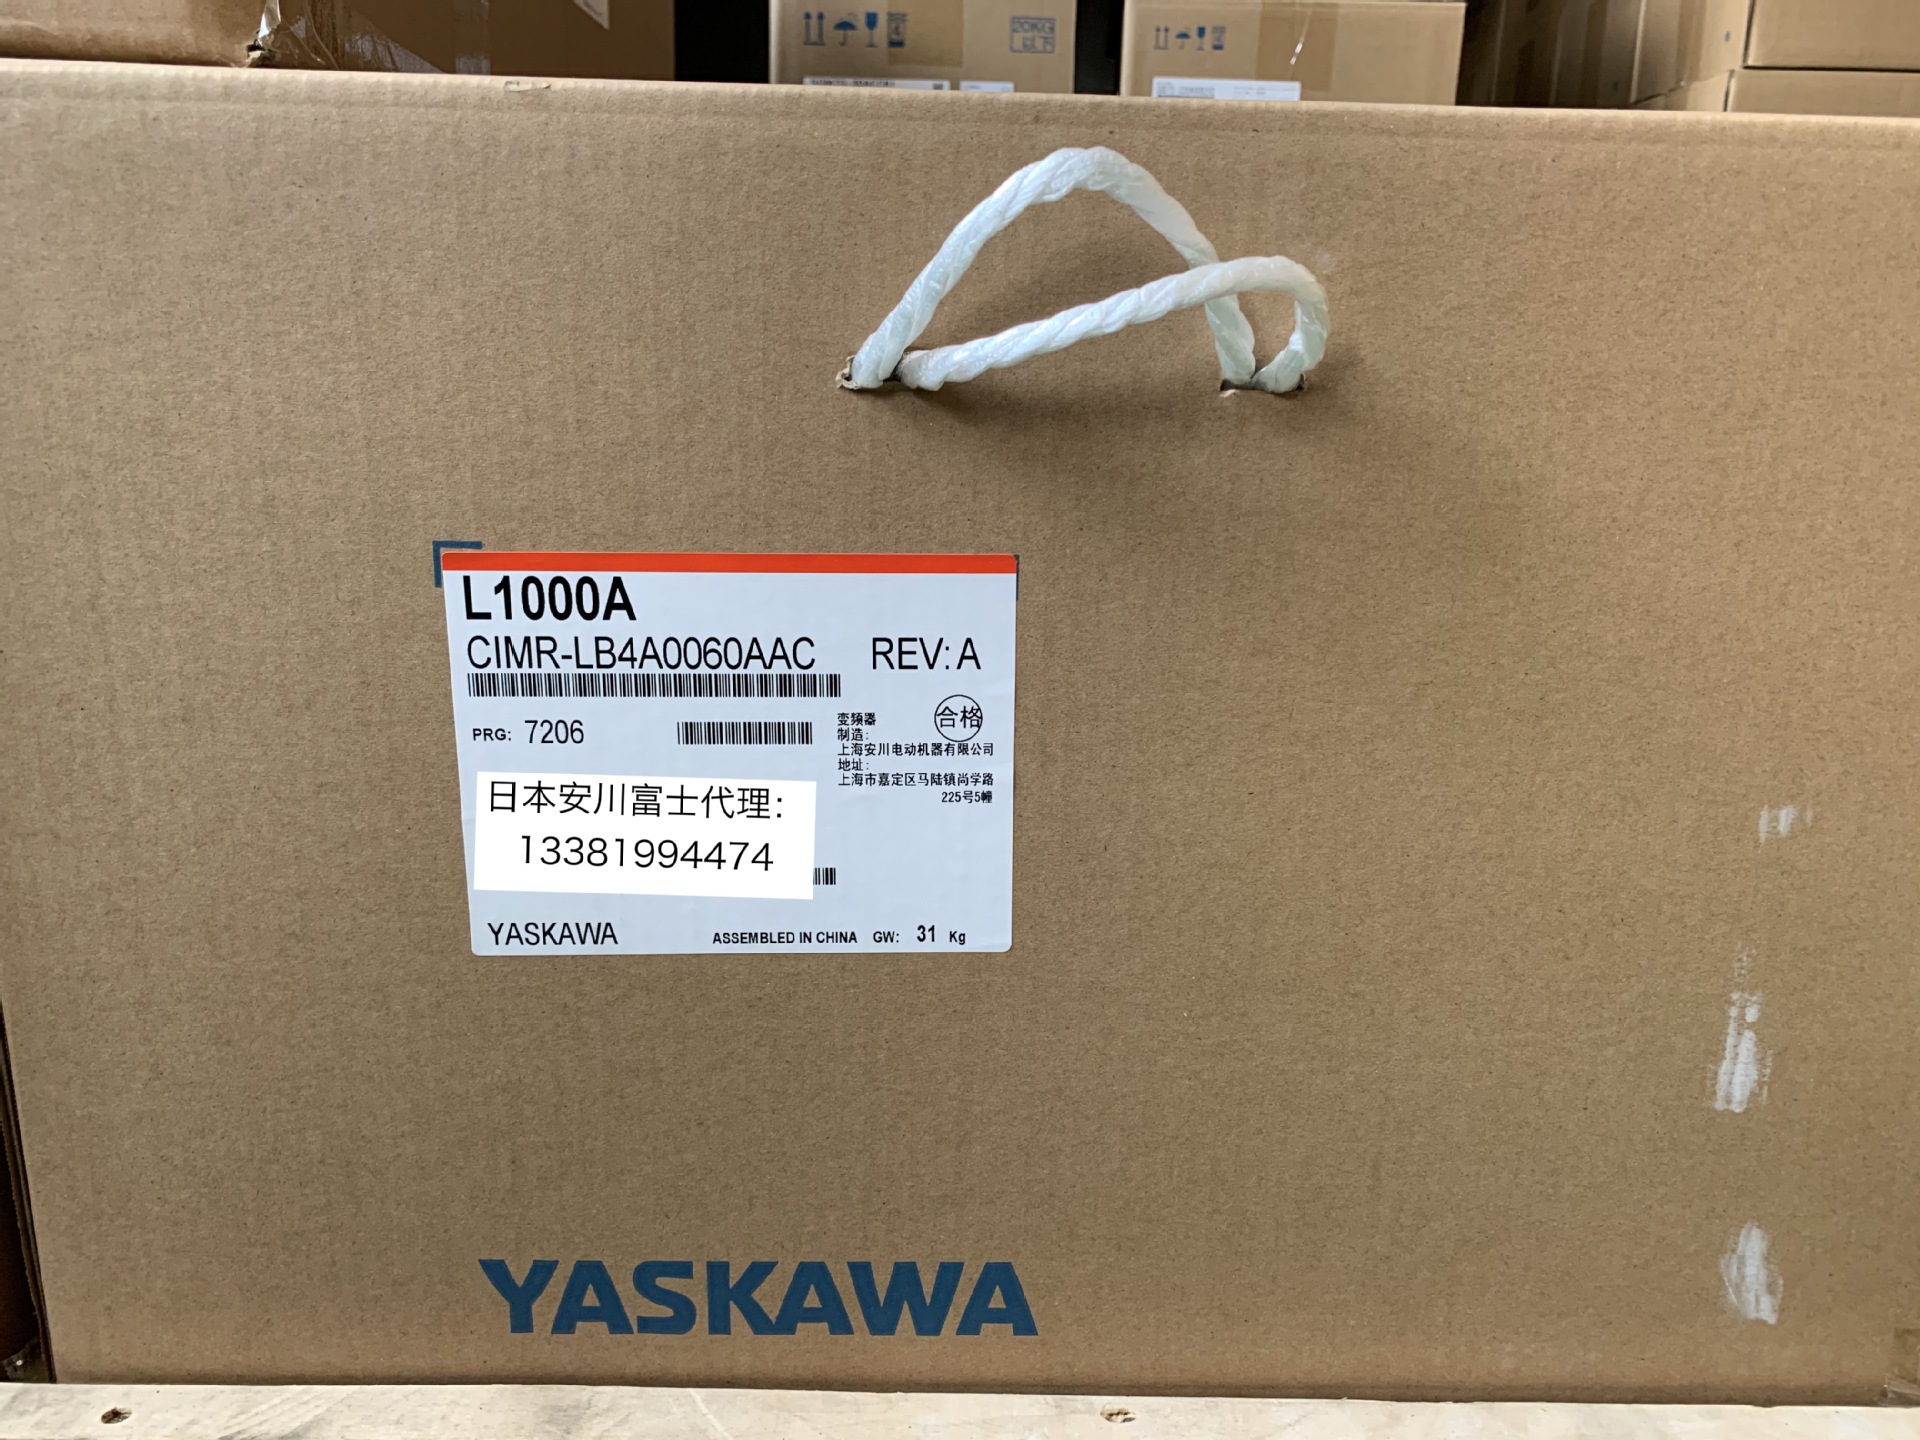 20KG
以下
L1000A
CIMR-LB4A0060AAC REV: A
PRG: 7206
变频器
合格
制造:
上海安川电动机器有限公司
地址:
上海市嘉定区马陆镇尚学路
225号5幢
日本安川富士代理:
13381994474
YASKAWA ASSEMBLED IN CHINA GW: 31 Kg
YASKAWA